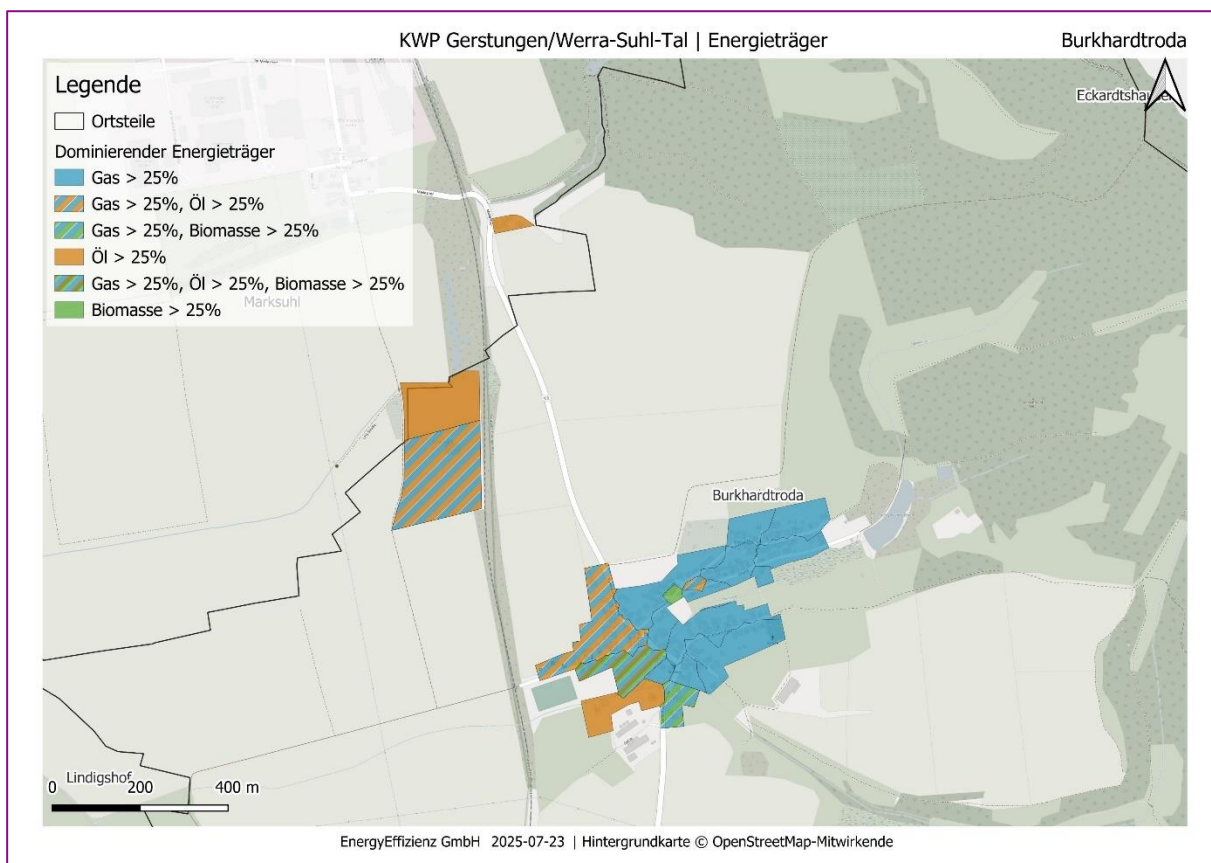 KWP Gerstungen/Werra-Suhl-Tal | Energieträger
Burkhardtroda
Legende
Ortsteile
Dominierender Energieträger
Gas > 25%
Gas > 25%, Öl > 25%
Gas > 25%, Biomasse > 25%
Öl > 25%
Gas > 25%, Öl > 25%, Biomasse > 25%
Biomasse > 25%
Marksuhl
Burkhardtroda
Lindigshof
0 200 400 m
EnergyEffizienz GmbH 2025-07-23 | Hintergrundkarte © OpenStreetMap-Mitwirkende